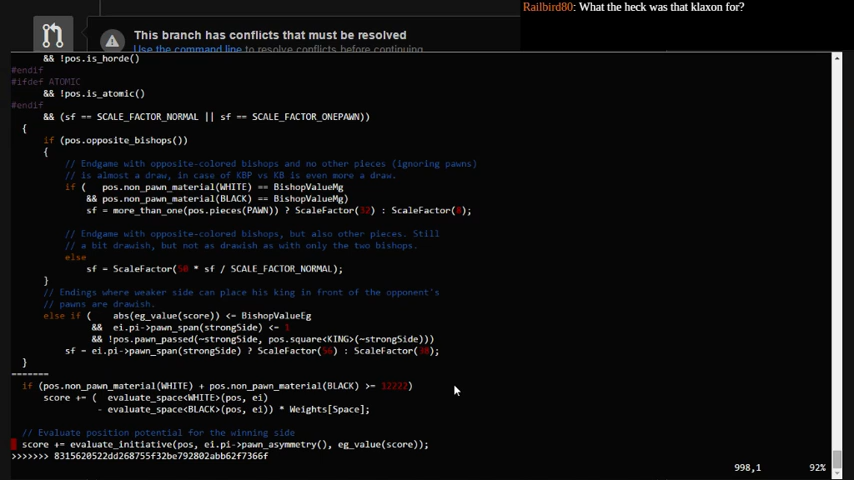 Railbird80: What the heck was that klaxon for?
This branch has conflicts that must be resolved
Use the command line to resolve conflicts before continuing.
&& !pos.is_horde()
#endif
#ifdef ATOMIC
&& !pos.is_atomic()
#endif
&& (sf == SCALE_FACTOR_NORMAL || sf == SCALE_FACTOR_ONEPAWN))
{
if (pos.opposite_bishops())
{
// Endgame with opposite-colored bishops and no other pieces (ignoring pawns)
// is almost a draw, in case of KBP vs KB is even more a draw.
if (   pos.non_pawn_material(WHITE) == BishopValueMg
&& pos.non_pawn_material(BLACK) == BishopValueMg)
sf = more_than_one(pos.pieces(PAWN)) ? ScaleFactor(32) : ScaleFactor(8);
// Endgame with opposite-colored bishops, but also other pieces. Still
// a bit drawish, but not as drawish as with only the two bishops.
else
sf = ScaleFactor(50 * sf / SCALE_FACTOR_NORMAL);
}
// Endings where weaker side can place his king in front of the opponent's
// pawns are drawish.
else if (    abs(eg_value(score)) <= BishopValueEg
&&  ei.pi->pawn_span(strongSide) <= 1
&& !pos.pawn_passed(~strongSide, pos.square<KING>(~strongSide)))
sf = ei.pi->pawn_span(strongSide) ? ScaleFactor(56) : ScaleFactor(38);
}
=======
if (pos.non_pawn_material(WHITE) + pos.non_pawn_material(BLACK) >= 12222)
score += (  evaluate_space<WHITE>(pos, ei)
- evaluate_space<BLACK>(pos, ei)) * Weights[Space];
// Evaluate position potential for the winning side
score += evaluate_initiative(pos, ei.pi->pawn_asymmetry(), eg_value(score));
>>>>>>> 8315620522dd268755f32be792802abb62f7366f
998,1 92%